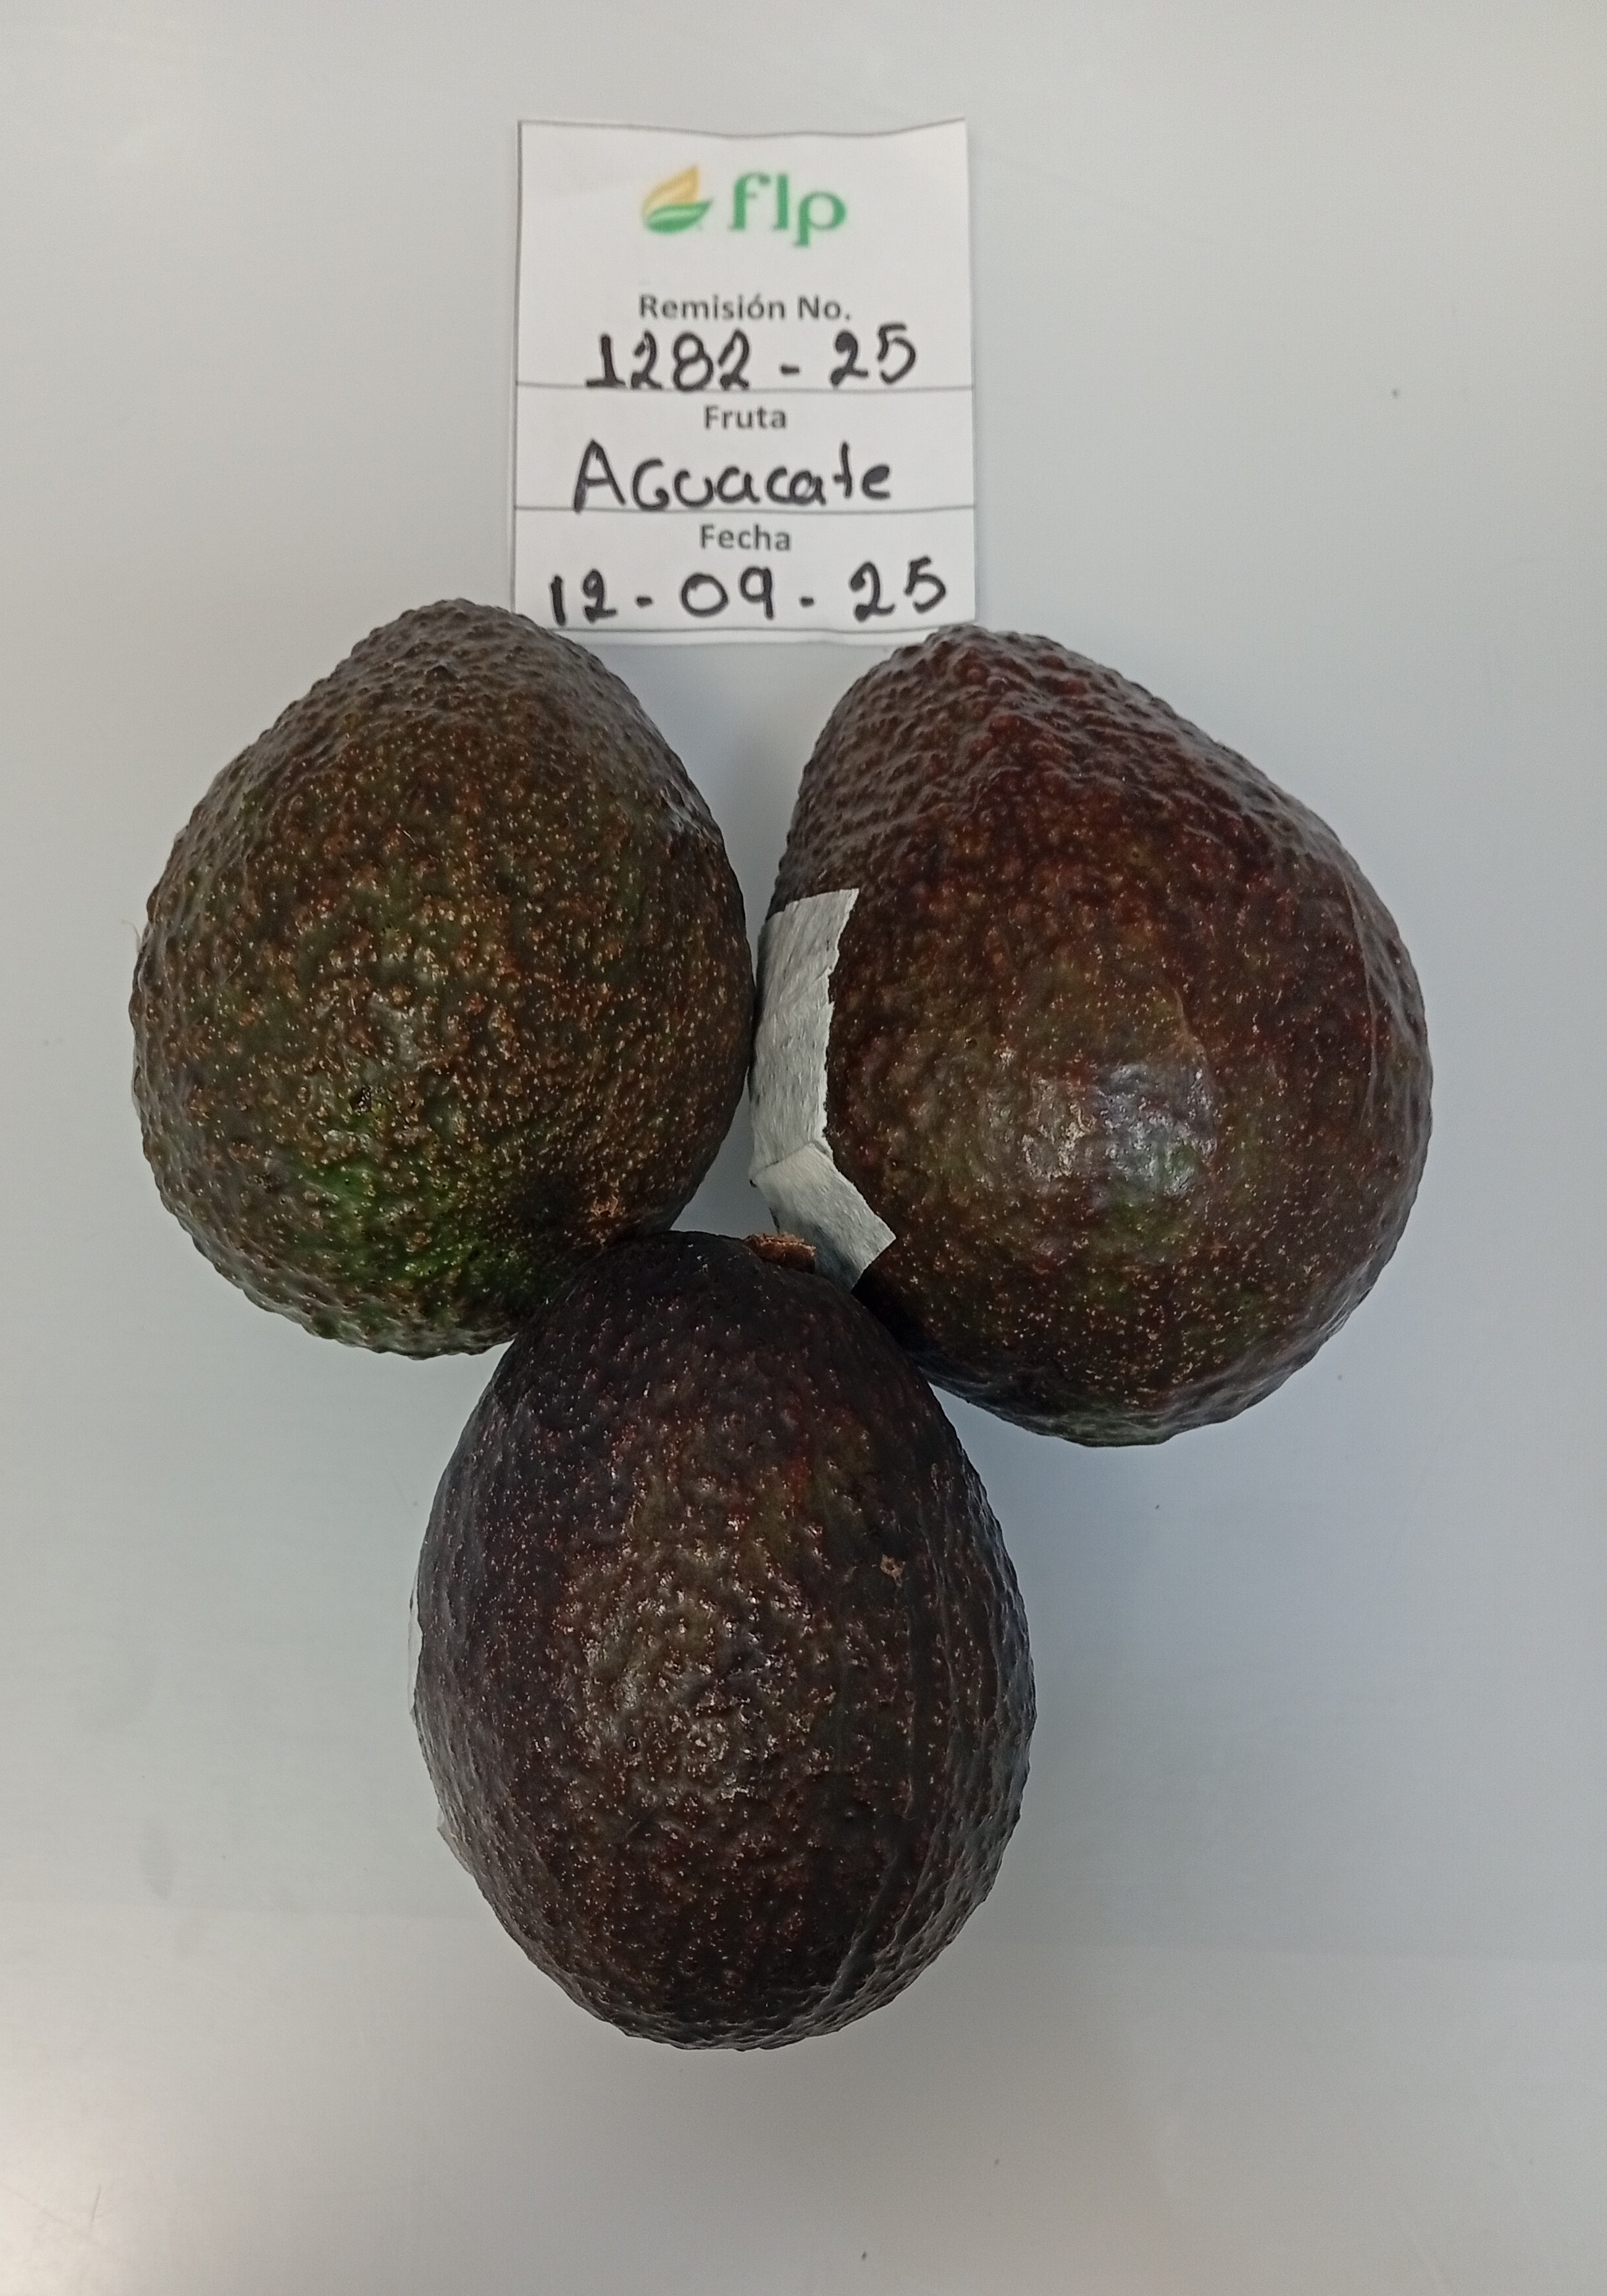 flp
Remisión No.
1282 - 25
Fruta
AGuacate
Fecha
12 - 09 - 25